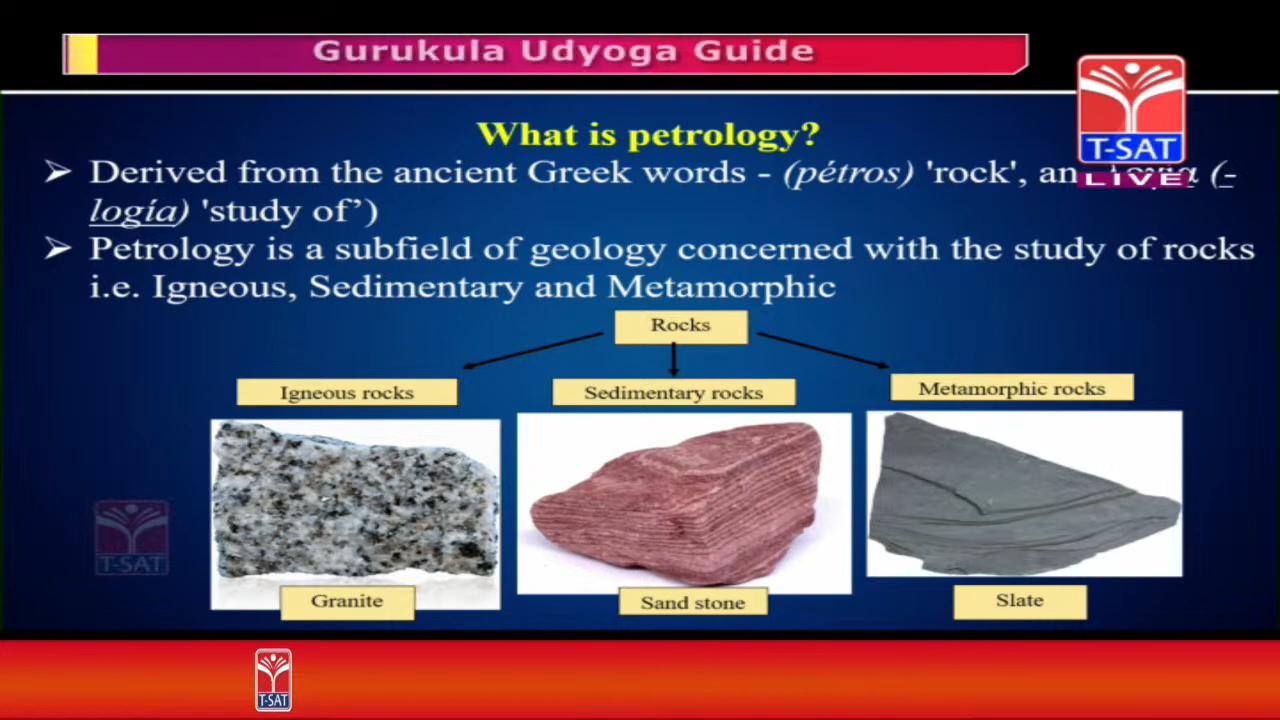 Gurukula Udyoga Guide
T-SAT
LIVE
What is petrology?
➢ Derived from the ancient Greek words - (pétros) 'rock', an (-
logía) 'study of’)
➢ Petrology is a subfield of geology concerned with the study of rocks
i.e. Igneous, Sedimentary and Metamorphic
Rocks
Igneous rocks
Sedimentary rocks
Metamorphic rocks
T-SAT
Granite
Sand stone
Slate
T-SAT